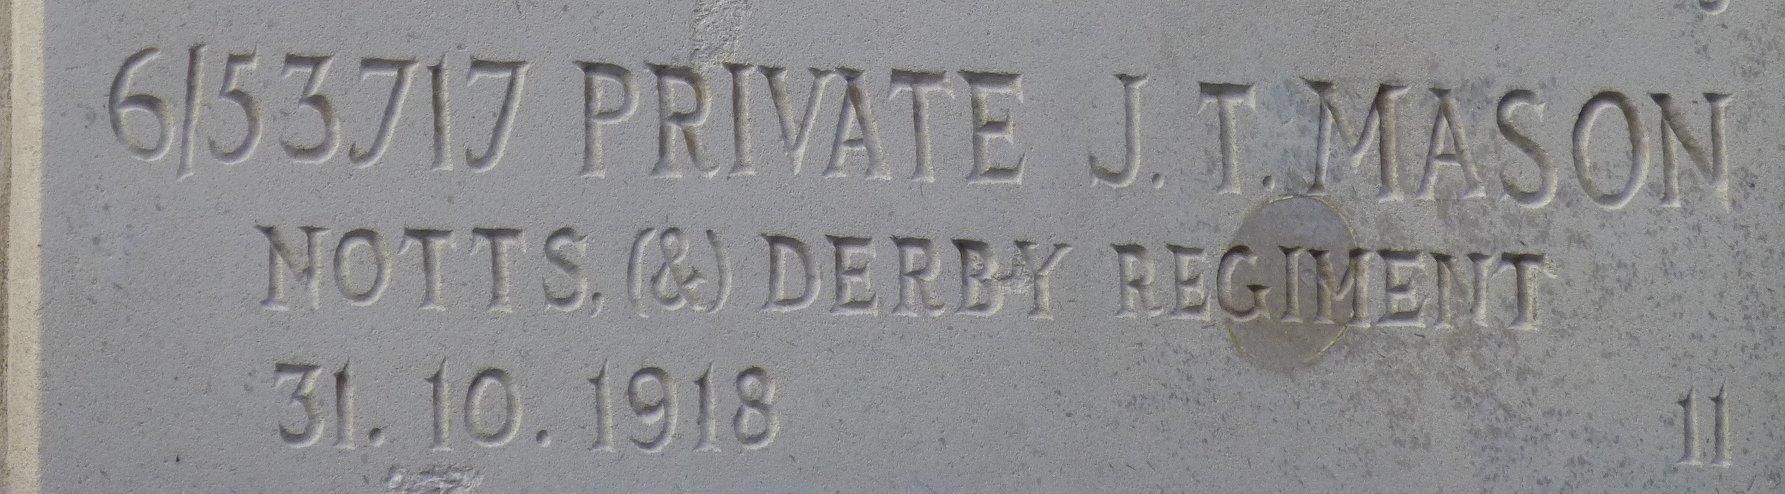 6/53717 PRIVATE J.T. MASON
NOTTS, (&) DERBY REGIMENT
31. 10. 1918 11